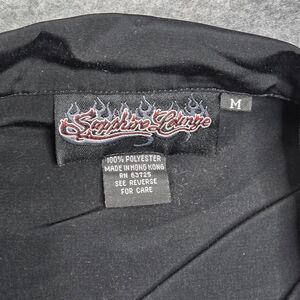 Sapphire Lounge
M
100% POLYESTER
MADE IN HONG KONG
RN 63725
SEE REVERSE
FOR CARE